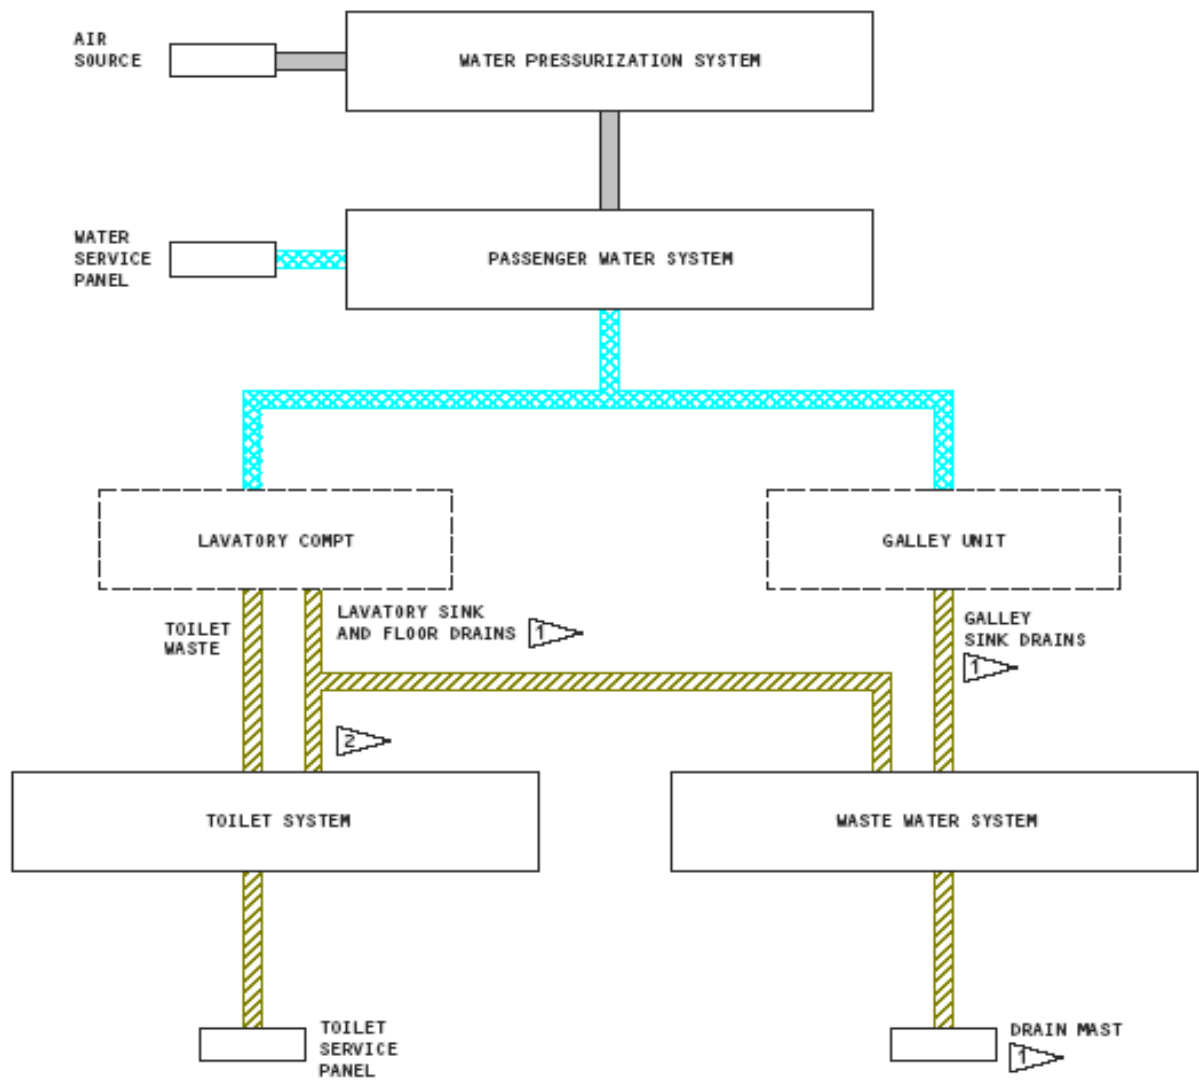 AIR
SOURCE
WATER PRESSURIZATION SYSTEM
WATER
SERVICE
PANEL
PASSENGER WATER SYSTEM
LAVATORY COMPT
GALLEY UNIT
TOILET
WASTE
LAVATORY SINK
AND FLOOR DRAINS 1
GALLEY
SINK DRAINS
1
2
TOILET SYSTEM
WASTE WATER SYSTEM
TOILET
SERVICE
PANEL
DRAIN MAST
1